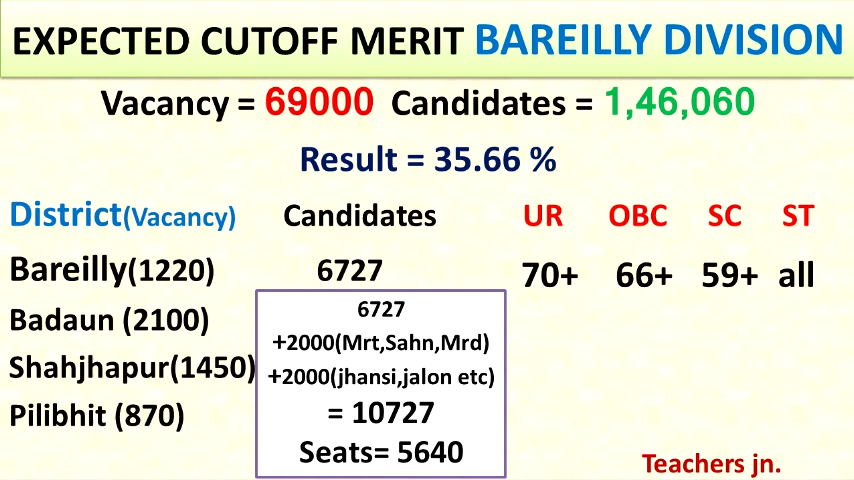 EXPECTED CUTOFF MERIT BAREILLY DIVISION
Vacancy = 69000 Candidates = 1,46,060
Result = 35.66 %
District(Vacancy) Candidates UR OBC SC ST
Bareilly(1220) 6727 70+ 66+ 59+ all
Badaun (2100)
Shahjhapur(1450)
Pilibhit (870)
6727
+2000(Mrt,Sahn,Mrd)
+2000(jhansi,jalon etc)
= 10727
Seats= 5640
Teachers jn.